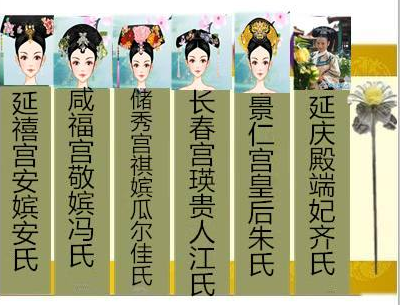 延禧宫安嫔安氏
咸福宫敬嫔冯氏
储秀宫祺嫔瓜尔佳氏
长春宫瑛贵人江氏
景仁宫皇后朱氏
延庆殿端妃齐氏